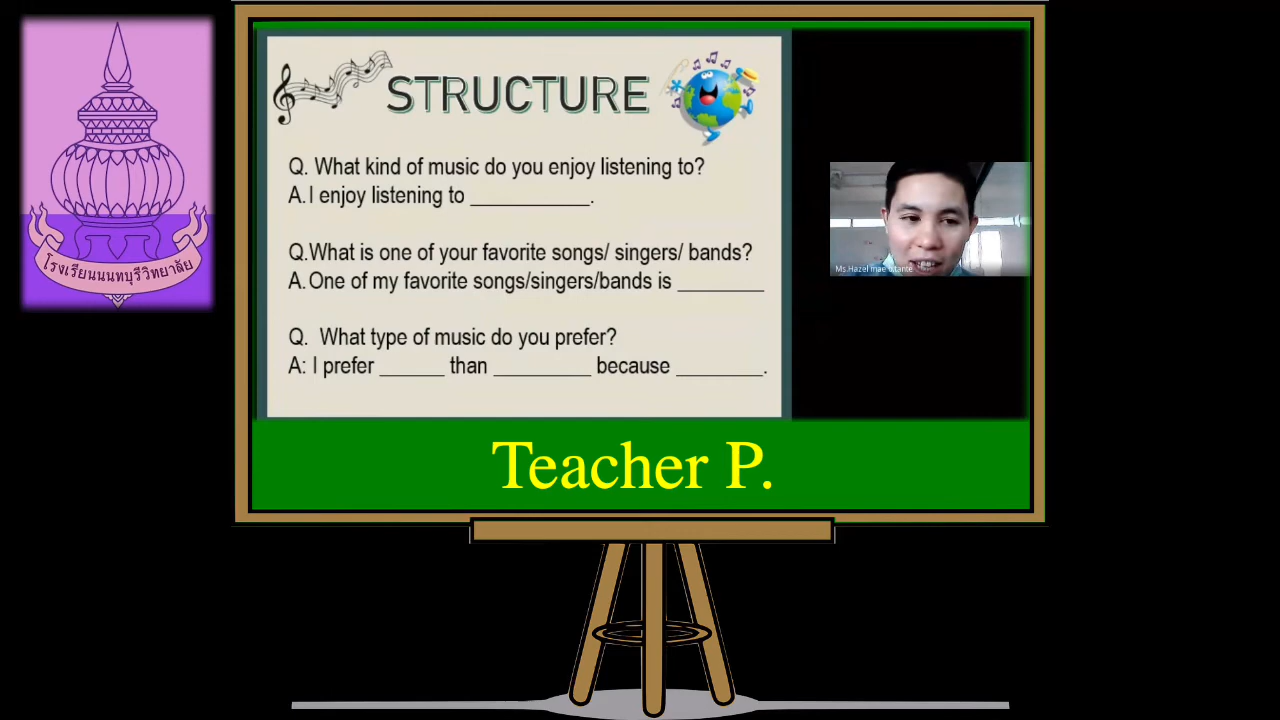 STRUCTURE
Q. What kind of music do you enjoy listening to?
A. I enjoy listening to ___________.
Q.What is one of your favorite songs/ singers/ bands?
A. One of my favorite songs/singers/bands is ________
Q. What type of music do you prefer?
A: I prefer ______ than _________ because ________.
Ms.Hazel mae
Teacher P.
โรงเรียนนนทบุรีวิทยาลัย